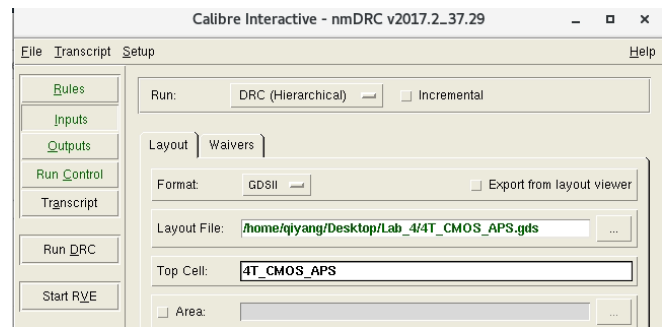 Calibre Interactive - nmDRC v2017.2_37.29
File Transcript Setup Help
Rules
Inputs
Outputs
Run Control
Transcript
Run DRC
Start RVE
Run: DRC (Hierarchical) Incremental
Layout Waivers
Format: GDSII Export from layout viewer
Layout File: /home/qiyang/Desktop/Lab_4/4T_CMOS_APS.gds ...
Top Cell: 4T_CMOS_APS
Area: ...